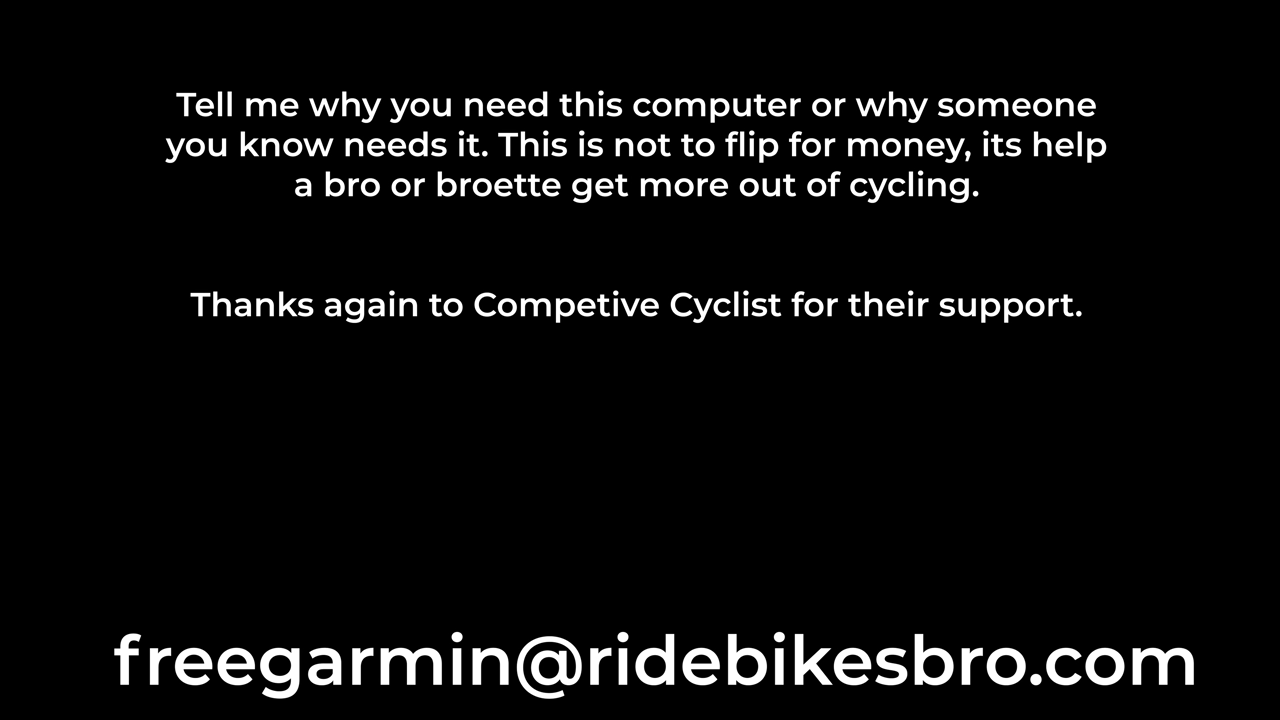 Tell me why you need this computer or why someone
you know needs it. This is not to flip for money, its help
a bro or broette get more out of cycling.
Thanks again to Competive Cyclist for their support.
freegarmin@ridebikesbro.com